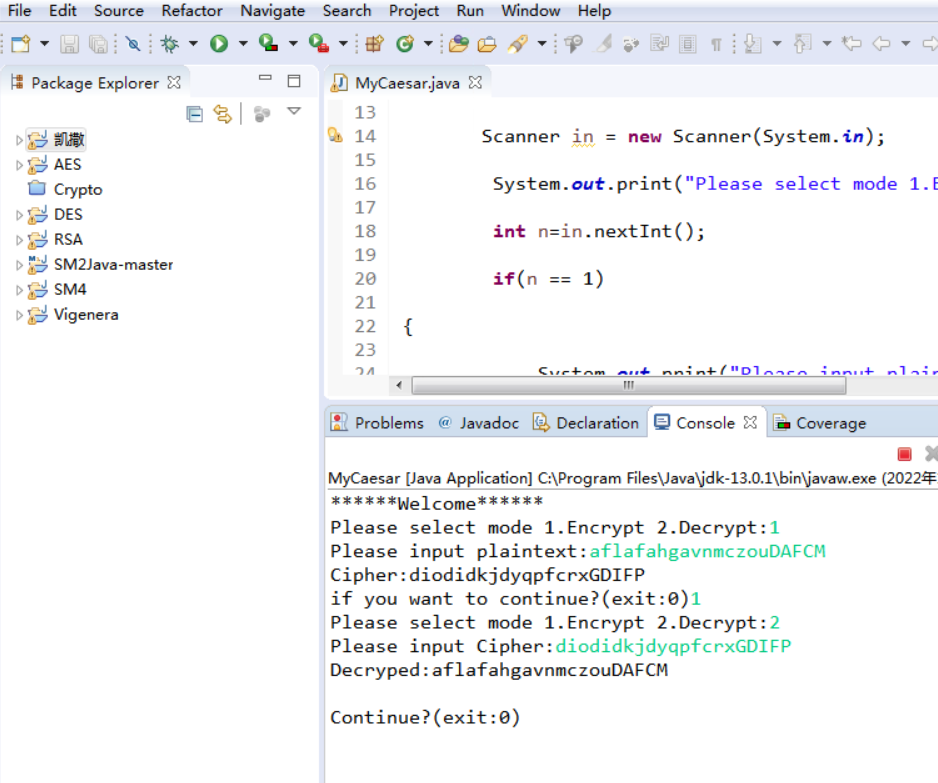 File Edit Source Refactor Navigate Search Project Run Window Help
Package Explorer
凯撒
AES
Crypto
DES
RSA
SM2Java-master
SM4
Vigenera
MyCaesar.java
13
14 Scanner in = new Scanner(System.in);
15
16 System.out.print("Please select mode 1.E
17
18 int n=in.nextInt();
19
20 if(n == 1)
21
22 {
23
24 System.out.print("Please input plain
Problems @ Javadoc Declaration Console Coverage
MyCaesar [Java Application] C:\Program Files\Java\jdk-13.0.1\bin\javaw.exe (2022年
******Welcome******
Please select mode 1.Encrypt 2.Decrypt:1
Please input plaintext:aflafahgavnmczouDAFCM
Cipher:diodidkjdyqpfcrxGDIFP
if you want to continue?(exit:0)1
Please select mode 1.Encrypt 2.Decrypt:2
Please input Cipher:diodidkjdyqpfcrxGDIFP
Decryped:aflafahgavnmczouDAFCM
Continue?(exit:0)